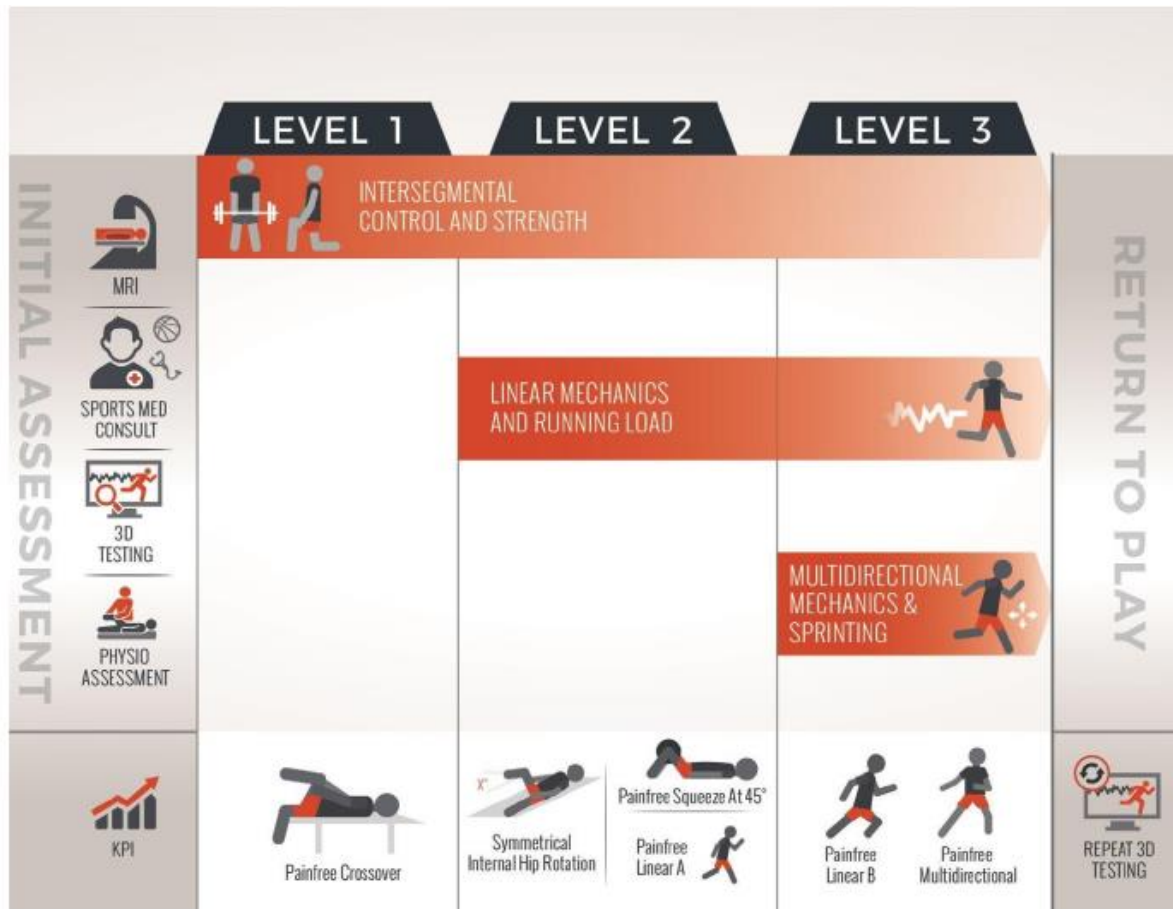 LEVEL 1
LEVEL 2
LEVEL 3
INITIAL ASSESSMENT
MRI
SPORTS MED
CONSULT
3D
TESTING
PHYSIO
ASSESSMENT
INTERSEGMENTAL
CONTROL AND STRENGTH
LINEAR MECHANICS
AND RUNNING LOAD
MULTIDIRECTIONAL
MECHANICS &
SPRINTING
RETURN TO PLAY
KPI
Painfree Crossover
X°
Symmetrical
Internal Hip Rotation
Painfree Squeeze At 45°
Painfree
Linear A
Painfree
Linear B
Painfree
Multidirectional
REPEAT 3D
TESTING